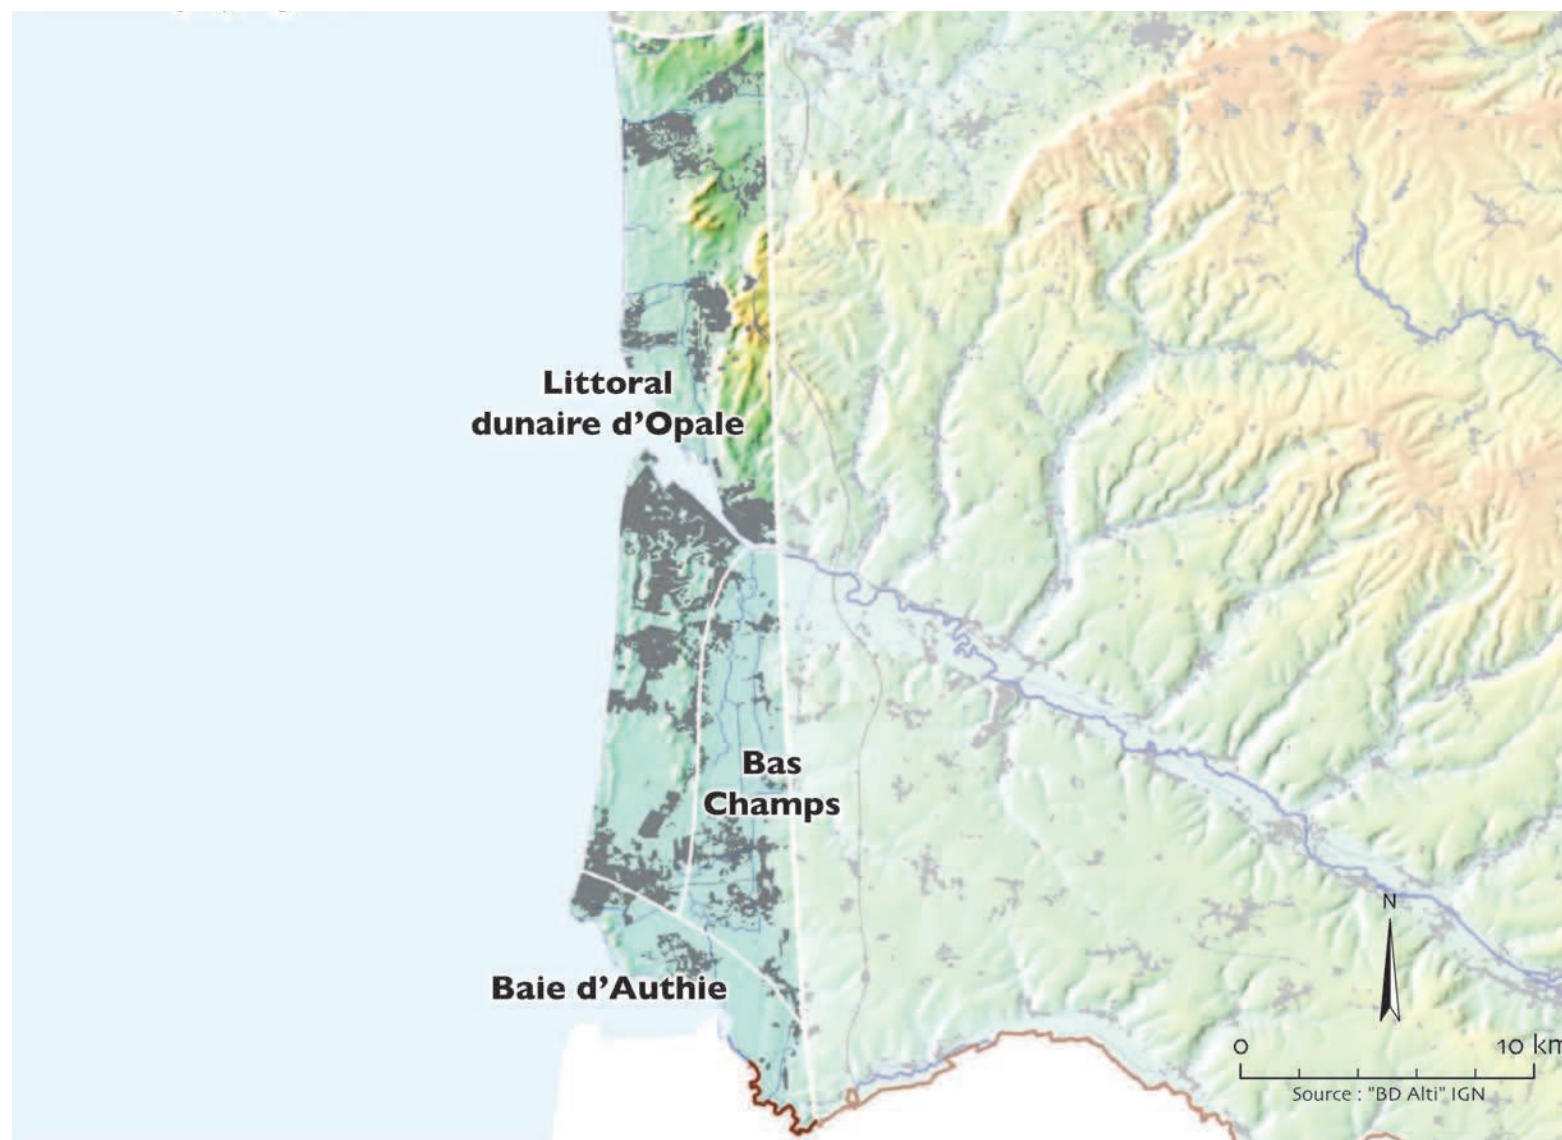 Littoral
dunaire d'Opale
Bas
Champs
Baie d'Authie
N
0 10 km
Source : "BD Alti" IGN